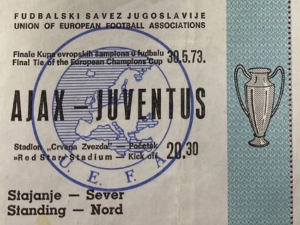 FUDBALSKI SAVEZ JUGOSLAVIJE
UNION OF EUROPEAN FOOTBALL ASSOCIATIONS
Finale Kupa evropskih šampiona u fudbalu
Final Tie of the European Champions' Cup
30.5.73.
AJAX — JUVENTUS
Stadion „Crvena Zvezda" — Početak
»Red Star« Stadium — Kick off
20,30
U.E.F.A.
Stajanje — Sever
Standing — Nord